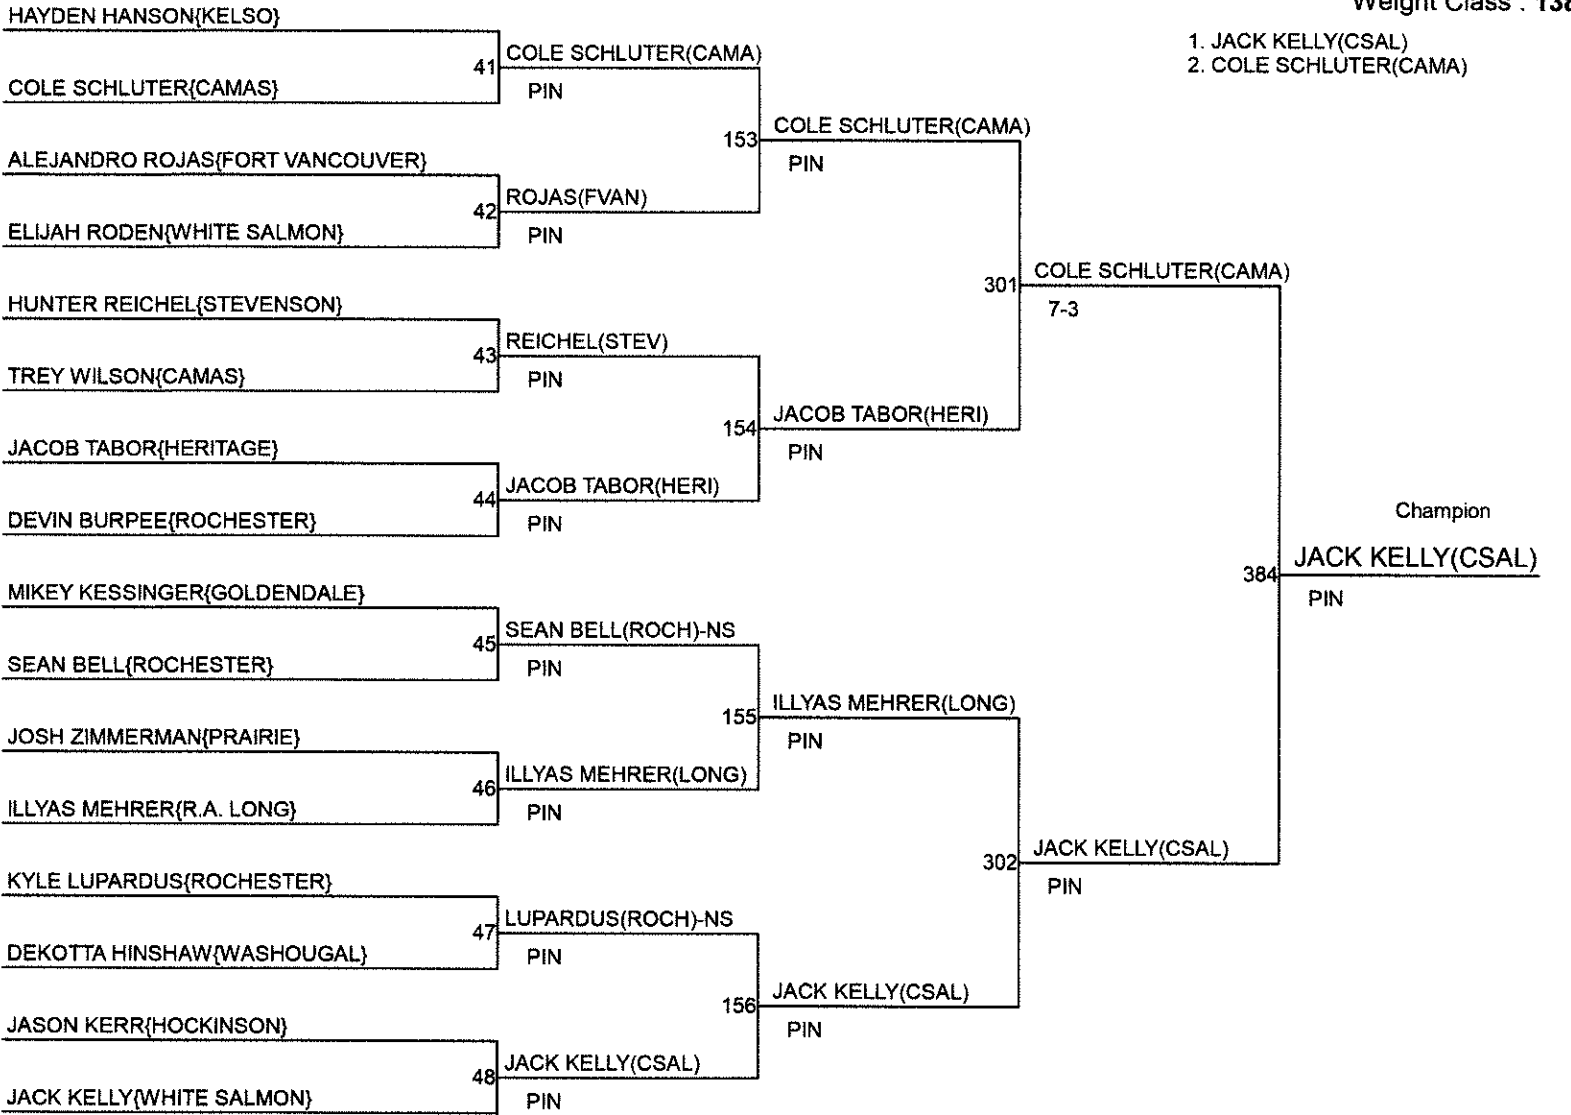 Weight Class : 138
1. JACK KELLY(CSAL)
2. COLE SCHLUTER(CAMA)
HAYDEN HANSON{KELSO}
41
COLE SCHLUTER(CAMA)
PIN
COLE SCHLUTER{CAMAS}
153
COLE SCHLUTER(CAMA)
PIN
ALEJANDRO ROJAS{FORT VANCOUVER}
42
ROJAS(FVAN)
PIN
ELIJAH RODEN{WHITE SALMON}
301
COLE SCHLUTER(CAMA)
7-3
HUNTER REICHEL{STEVENSON}
43
REICHEL(STEV)
PIN
TREY WILSON{CAMAS}
154
JACOB TABOR(HERI)
PIN
JACOB TABOR{HERITAGE}
44
JACOB TABOR(HERI)
PIN
DEVIN BURPEE{ROCHESTER}
Champion
384
JACK KELLY(CSAL)
PIN
MIKEY KESSINGER{GOLDENDALE}
45
SEAN BELL(ROCH)-NS
PIN
SEAN BELL{ROCHESTER}
155
ILLYAS MEHRER(LONG)
PIN
JOSH ZIMMERMAN{PRAIRIE}
46
ILLYAS MEHRER(LONG)
PIN
ILLYAS MEHRER{R.A. LONG}
302
JACK KELLY(CSAL)
PIN
KYLE LUPARDUS{ROCHESTER}
47
LUPARDUS(ROCH)-NS
PIN
DEKOTTA HINSHAW{WASHOUGAL}
156
JACK KELLY(CSAL)
PIN
JASON KERR{HOCKINSON}
48
JACK KELLY(CSAL)
PIN
JACK KELLY{WHITE SALMON}